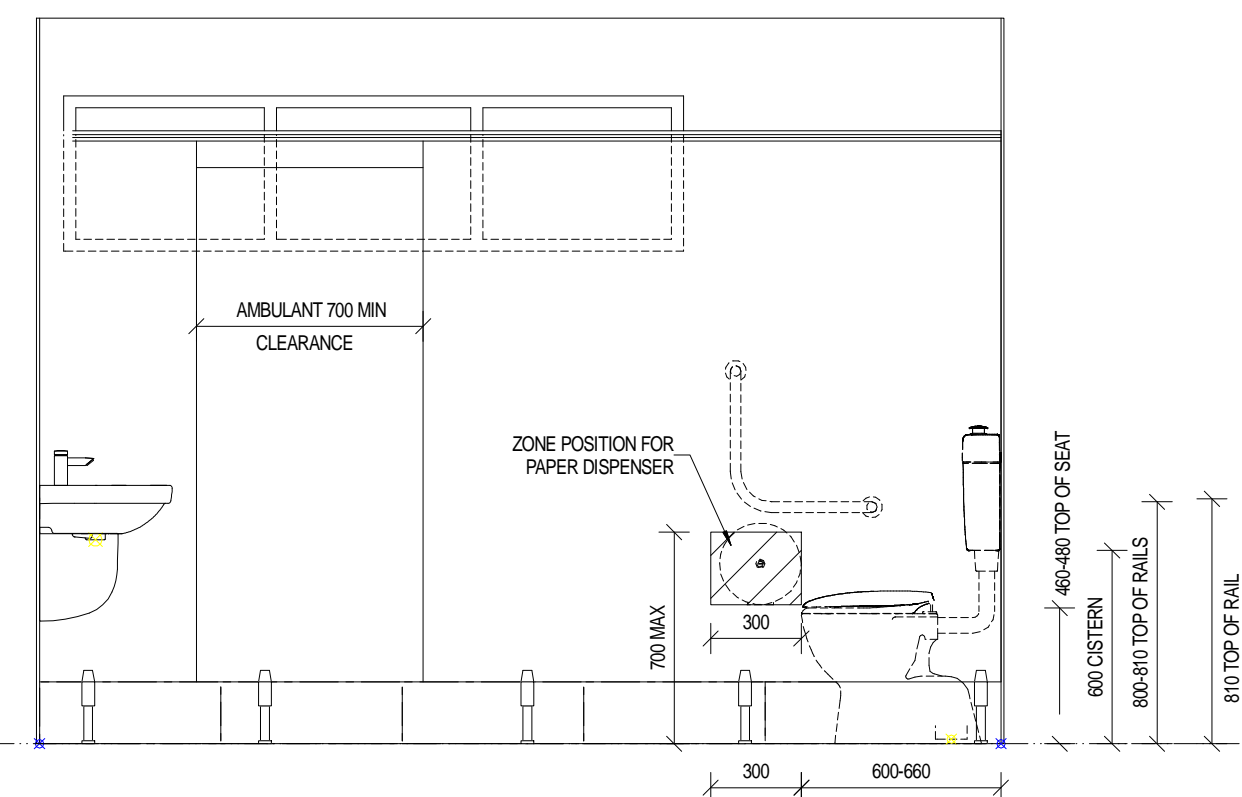 AMBULANT 700 MIN
CLEARANCE
ZONE POSITION FOR
PAPER DISPENSER
700 MAX
300
460-480 TOP OF SEAT
600 CISTERN
800-810 TOP OF RAILS
810 TOP OF RAIL
300
600-660